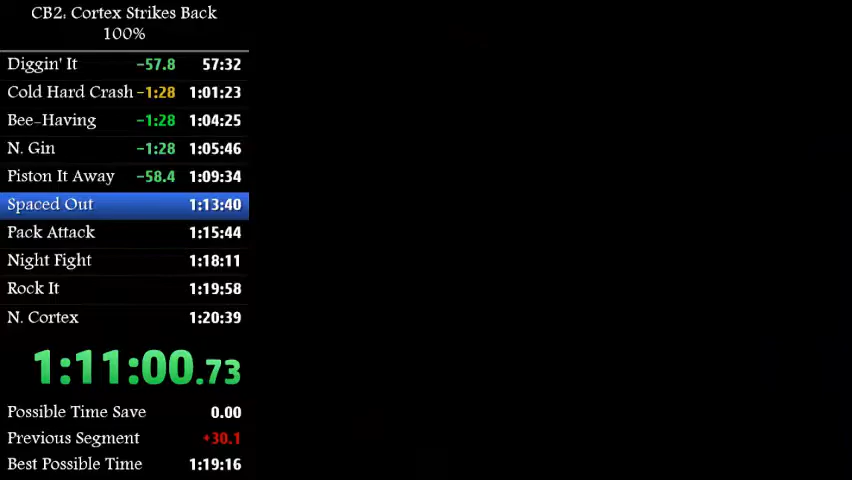 CB2: Cortex Strikes Back
100%
Diggin' It -57.8 57:32
Cold Hard Crash -1:28 1:01:23
Bee-Having -1:28 1:04:25
N. Gin -1:28 1:05:46
Piston It Away -58.4 1:09:34
Spaced Out 1:13:40
Pack Attack 1:15:44
Night Fight 1:18:11
Rock It 1:19:58
N. Cortex 1:20:39
1:11:00.73
Possible Time Save 0.00
Previous Segment +30.1
Best Possible Time 1:19:16